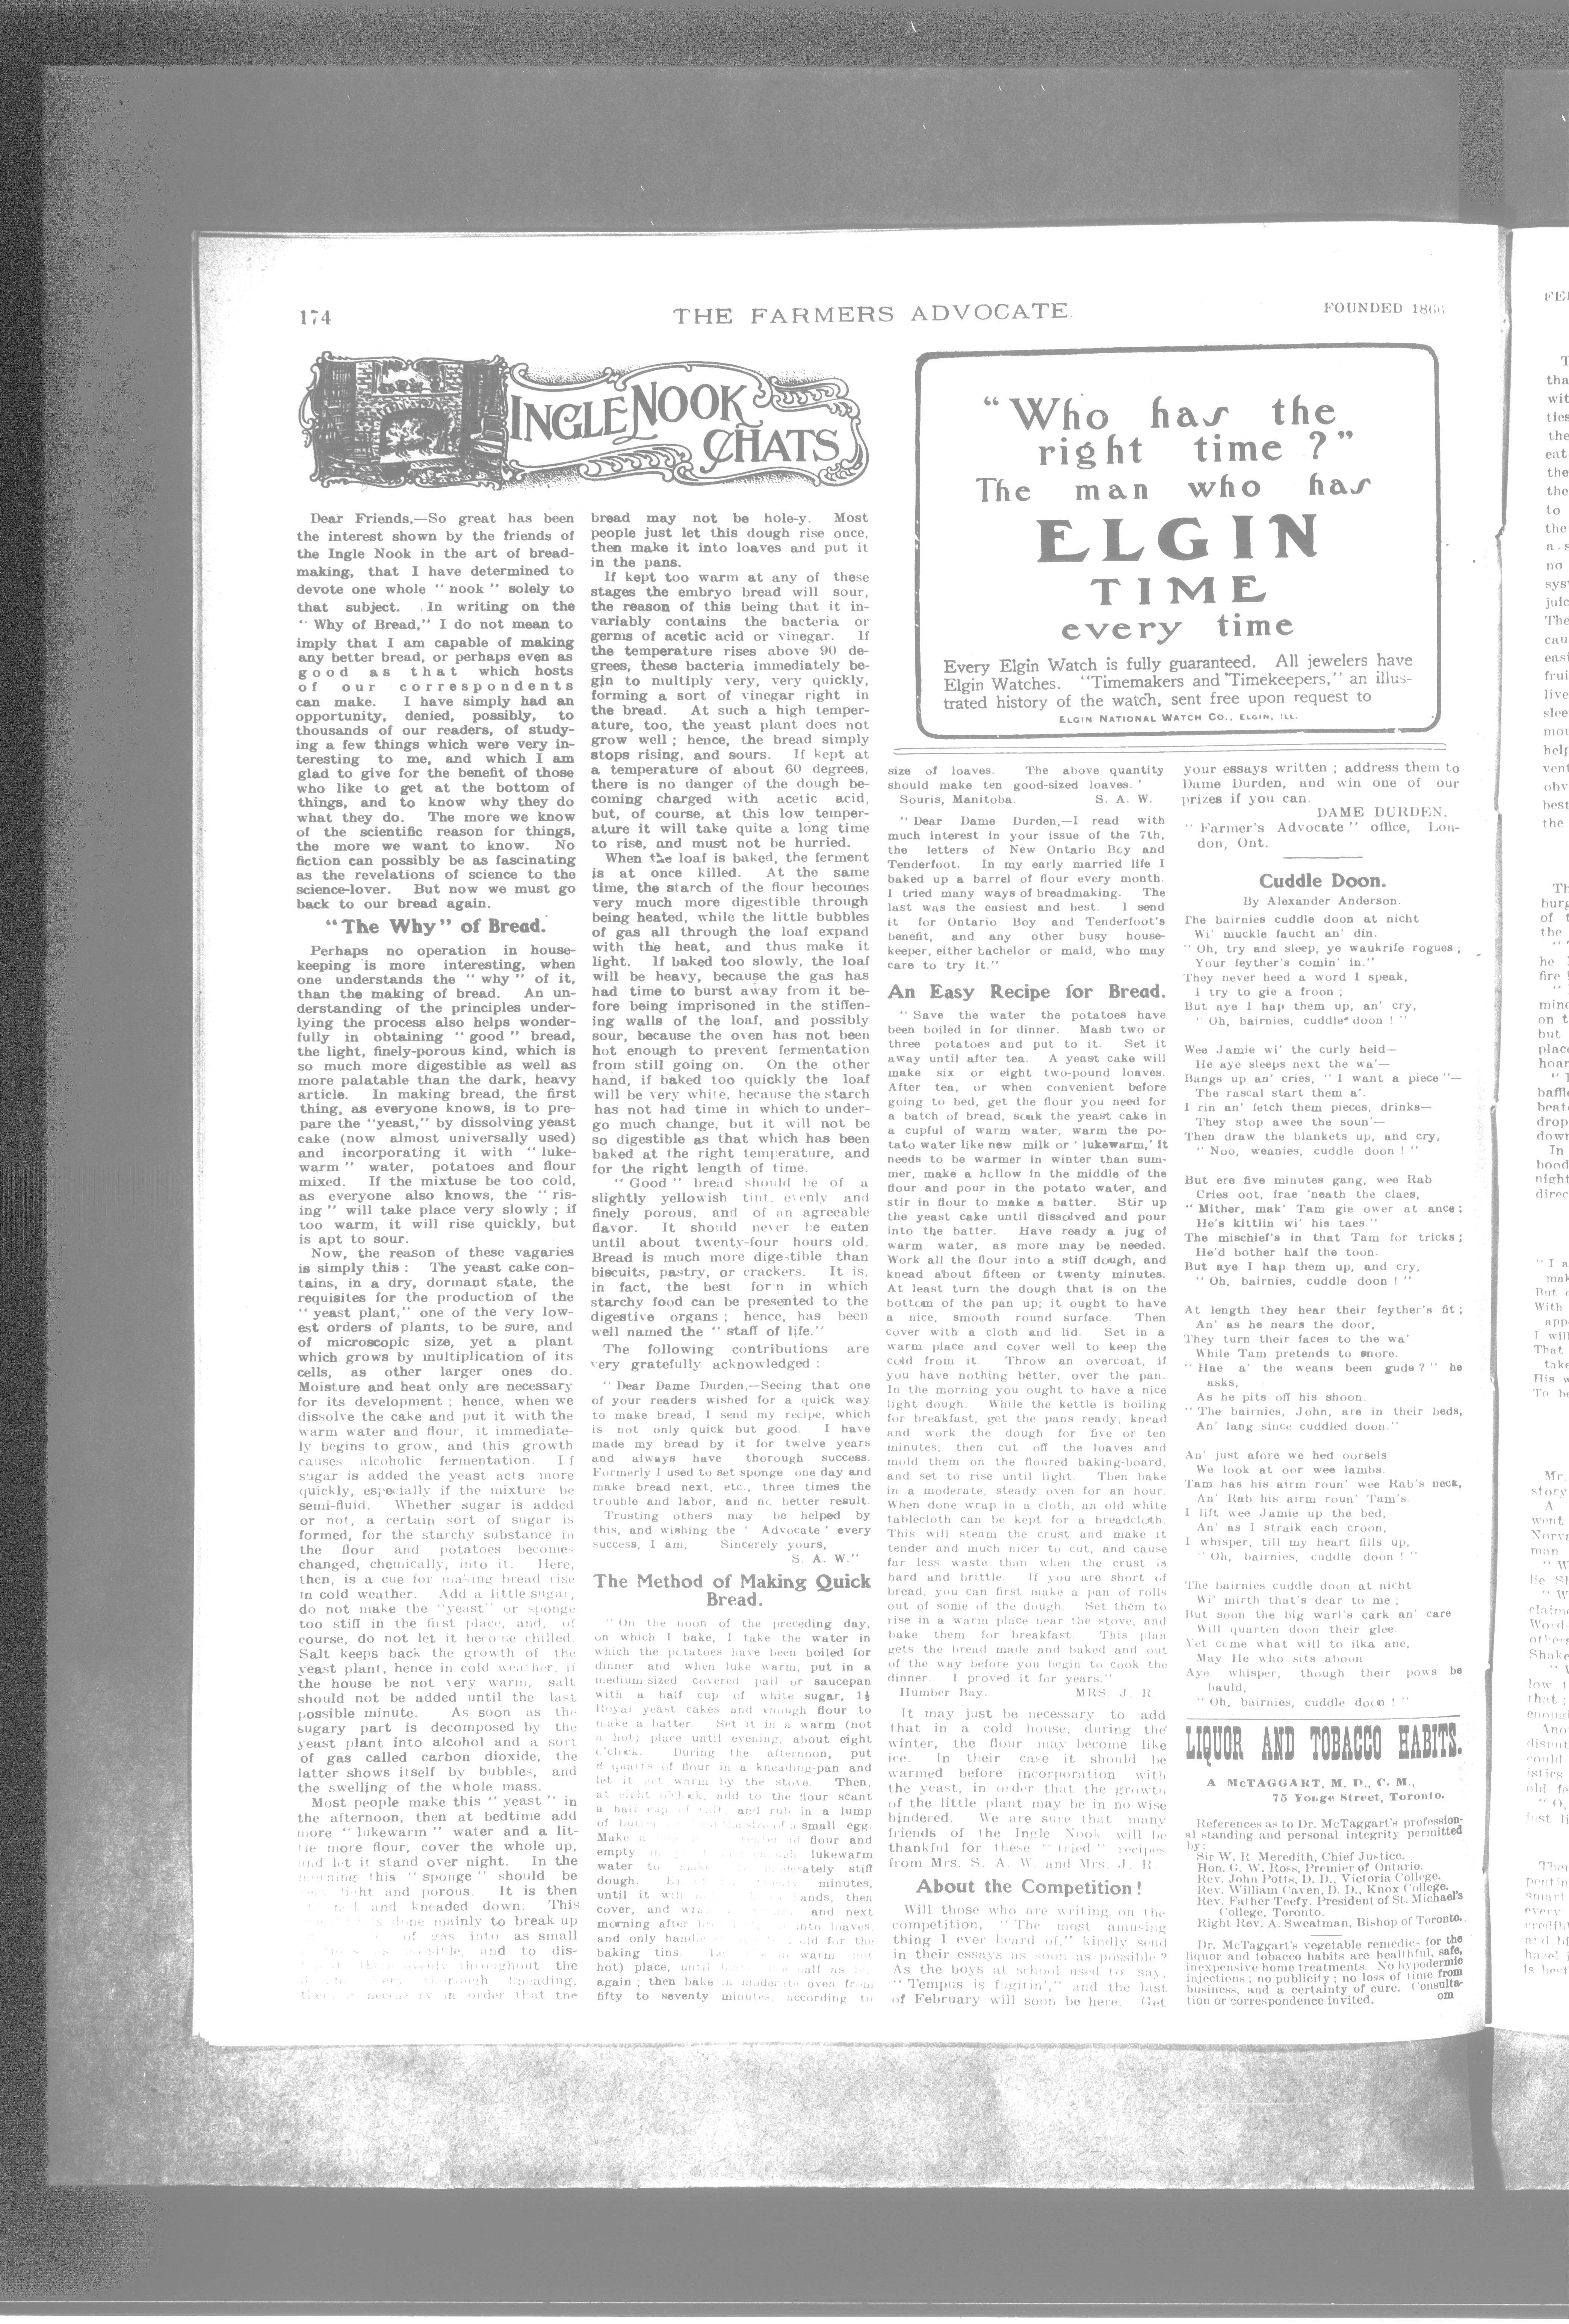 174
THE FARMERS ADVOCATE.
FOUNDED 1866
INGLE NOOK
CHATS
Dear Friends,—So great has been
the interest shown by the friends of
the Ingle Nook in the art of bread-
making, that I have determined to
devote one whole " nook " solely to
that subject. In writing on the
" Why of Bread," I do not mean to
imply that I am capable of making
any better bread, or perhaps even as
good as that which hosts
of our correspondents
can make. I have simply had an
opportunity, denied, possibly, to
thousands of our readers, of study-
ing a few things which were very in-
teresting to me, and which I am
glad to give for the benefit of those
who like to get at the bottom of
things, and to know why they do
what they do. The more we know
of the scientific reason for things,
the more we want to know. No
fiction can possibly be as fascinating
as the revelations of science to the
science-lover. But now we must go
back to our bread again.
"The Why" of Bread.
Perhaps no operation in house-
keeping is more interesting, when
one understands the " why " of it,
than the making of bread. An un-
derstanding of the principles under-
lying the process also helps wonder-
fully in obtaining " good " bread,
the light, finely-porous kind, which is
so much more digestible as well as
more palatable than the dark, heavy
article. In making bread, the first
thing, as everyone knows, is to pre-
pare the "yeast," by dissolving yeast
cake (now almost universally used)
and incorporating it with " luke-
warm " water, potatoes and flour
mixed. If the mixtuse be too cold,
as everyone also knows, the " ris-
ing " will take place very slowly ; if
too warm, it will rise quickly, but
is apt to sour.
Now, the reason of these vagaries
is simply this : The yeast cake con-
tains, in a dry, dormant state, the
requisites for the production of the
" yeast plant," one of the very low-
est orders of plants, to be sure, and
of microscopic size, yet a plant
which grows by multiplication of its
cells, as other larger ones do.
Moisture and heat only are necessary
for its development ; hence, when we
dissolve the cake and put it with the
warm water and flour, it immediate-
ly begins to grow, and this growth
causes alcoholic fermentation. If
sugar is added the yeast acts more
quickly, especially if the mixture be
semi-fluid. Whether sugar is added
or not, a certain sort of sugar is
formed, for the starchy substance in
the flour and potatoes becomes
changed, chemically, into it. Here,
then, is a cue for making bread rise
in cold weather. Add a little sugar,
do not make the "yeast" or sponge
too stiff in the first place, and, of
course, do not let it become chilled.
Salt keeps back the growth of the
yeast plant, hence in cold weather, if
the house be not very warm, salt
should not be added until the last
possible minute. As soon as the
sugary part is decomposed by the
yeast plant into alcohol and a sort
of gas called carbon dioxide, the
latter shows itself by bubbles, and
the swelling of the whole mass.
Most people make this " yeast " in
the afternoon, then at bedtime add
more " lukewarm " water and a lit-
tle more flour, cover the whole up,
and let it stand over night. In the
morning this " sponge " should be
light and porous. It is then
and kneaded down. This
is done mainly to break up
of gas into as small
as possible, and to dis-
throughout the
thorough kneading,
necessary in order that the
bread may not be hole-y. Most
people just let this dough rise once,
then make it into loaves and put it
in the pans.
If kept too warm at any of these
stages the embryo bread will sour,
the reason of this being that it in-
variably contains the bacteria or
germs of acetic acid or vinegar. If
the temperature rises above 90 de-
grees, these bacteria immediately be-
gin to multiply very, very quickly,
forming a sort of vinegar right in
the bread. At such a high temper-
ature, too, the yeast plant does not
grow well ; hence, the bread simply
stops rising, and sours. If kept at
a temperature of about 60 degrees,
there is no danger of the dough be-
coming charged with acetic acid,
but, of course, at this low temper-
ature it will take quite a long time
to rise, and must not be hurried.
When the loaf is baked, the ferment
is at once killed. At the same
time, the starch of the flour becomes
very much more digestible through
being heated, while the little bubbles
of gas all through the loaf expand
with the heat, and thus make it
light. If baked too slowly, the loaf
will be heavy, because the gas has
had time to burst away from it be-
fore being imprisoned in the stiffen-
ing walls of the loaf, and possibly
sour, because the oven has not been
hot enough to prevent fermentation
from still going on. On the other
hand, if baked too quickly the loaf
will be very white, because the starch
has not had time in which to under-
go much change, but it will not be
so digestible as that which has been
baked at the right temperature, and
for the right length of time.
" Good " bread should be of a
slightly yellowish tint, evenly and
finely porous, and of an agreeable
flavor. It should never be eaten
until about twenty-four hours old.
Bread is much more digestible than
biscuits, pastry, or crackers. It is,
in fact, the best form in which
starchy food can be presented to the
digestive organs ; hence, has been
well named the " staff of life."
The following contributions are
very gratefully acknowledged :
" Dear Dame Durden,—Seeing that one
of your readers wished for a quick way
to make bread, I send my recipe, which
is not only quick but good. I have
made my bread by it for twelve years
and always have thorough success.
Formerly I used to set sponge one day and
make bread next, etc., three times the
trouble and labor, and no better result.
Trusting others may be helped by
this, and wishing the ' Advocate ' every
success, I am, Sincerely yours,
S. A. W."
The Method of Making Quick
Bread.
" On the noon of the preceding day,
on which I bake, I take the water in
which the potatoes have been boiled for
dinner and when luke warm, put in a
medium-sized covered pail or saucepan
with a half cup of white sugar, 1½
Royal yeast cakes and enough flour to
make a batter. Set it in a warm (not
a hot) place until evening, about eight
o'clock. During the afternoon, put
8 quarts of flour in a kneading-pan and
let it get warm by the stove. Then,
at eight o'clock, add to the flour scant
a half cup of salt, and rub in a lump
of butter the size of a small egg.
Make a of flour and
empty lukewarm
water to moderately stiff
dough. minutes,
until it will hands, then
cover, and and next
morning after into loaves,
and only handle for the
baking tins. warm not
hot) place, until half as
again ; then bake in moderate oven from
fifty to seventy minutes, according to
"Who has the
right time ?"
The man who has
ELGIN
TIME
every time
Every Elgin Watch is fully guaranteed. All jewelers have
Elgin Watches. "Timemakers and Timekeepers," an illus-
trated history of the watch, sent free upon request to
ELGIN NATIONAL WATCH CO., ELGIN, ILL.
size of loaves. The above quantity
should make ten good-sized loaves.
Souris, Manitoba. S. A. W.
" Dear Dame Durden,—I read with
much interest in your issue of the 7th,
the letters of New Ontario Boy and
Tenderfoot. In my early married life I
baked up a barrel of flour every month.
I tried many ways of breadmaking. The
last was the easiest and best. I send
it for Ontario Boy and Tenderfoot's
benefit, and any other busy house-
keeper, either bachelor or maid, who may
care to try it."
An Easy Recipe for Bread.
" Save the water the potatoes have
been boiled in for dinner. Mash two or
three potatoes and put to it. Set it
away until after tea. A yeast cake will
make six or eight two-pound loaves.
After tea, or when convenient before
going to bed, get the flour you need for
a batch of bread, soak the yeast cake in
a cupful of warm water, warm the po-
tato water like new milk or ' lukewarm,' it
needs to be warmer in winter than sum-
mer, make a hollow in the middle of the
flour and pour in the potato water, and
stir in flour to make a batter. Stir up
the yeast cake until dissolved and pour
into the batter. Have ready a jug of
warm water, as more may be needed.
Work all the flour into a stiff dough, and
knead about fifteen or twenty minutes.
At least turn the dough that is on the
bottom of the pan up; it ought to have
a nice, smooth round surface. Then
cover with a cloth and lid. Set in a
warm place and cover well to keep the
cold from it. Throw an overcoat, if
you have nothing better, over the pan.
In the morning you ought to have a nice
light dough. While the kettle is boiling
for breakfast, get the pans ready, knead
and work the dough for five or ten
minutes; then cut off the loaves and
mold them on the floured baking-board,
and set to rise until light. Then bake
in a moderate, steady oven for an hour.
When done wrap in a cloth, an old white
tablecloth can be kept for a breadcloth.
This will steam the crust and make it
tender and much nicer to cut, and cause
far less waste than when the crust is
hard and brittle. If you are short of
bread, you can first make a pan of rolls
out of some of the dough. Set them to
rise in a warm place near the stove, and
bake them for breakfast. This plan
gets the bread made and baked and out
of the way before you begin to cook the
dinner. I proved it for years."
Humber Bay. MRS. J. R.
It may just be necessary to add
that in a cold house, during the
winter, the flour may become like
ice. In their case it should be
warmed before incorporation with
the yeast, in order that the growth
of the little plant may be in no wise
hindered. We are sure that many
friends of the Ingle Nook will be
thankful for these " tried " recipes
from Mrs. S. A. W. and Mrs. J. R.
About the Competition !
Will those who are writing on the
competition, " The most amusing
thing I ever heard of," kindly send
in their essays as soon as possible ?
As the boys at school used to say,
" Tempus is fugitin'," and the last
of February will soon be here. Get
your essays written ; address them to
Dame Durden, and win one of our
prizes if you can.
DAME DURDEN.
" Farmer's Advocate " office, Lon-
don, Ont.
Cuddle Doon.
By Alexander Anderson.
The bairnies cuddle doon at nicht
Wi' muckle faucht an' din.
" Oh, try and sleep, ye waukrife rogues ;
Your feyther's comin' in."
They never heed a word I speak,
I try to gie a froon ;
But aye I hap them up, an' cry,
" Oh, bairnies, cuddle doon ! "
Wee Jamie wi' the curly heid—
He aye sleeps next the wa'—
Bangs up an' cries, " I want a piece "—
The rascal start them a'.
I rin an' fetch them pieces, drinks—
They stop awee the soun'—
Then draw the blankets up, and cry,
" Noo, weanies, cuddle doon ! "
But ere five minutes gang, wee Rab
Cries oot, frae 'neath the claes,
" Mither, mak' Tam gie ower at ance ;
He's kittlin wi' his taes."
The mischief's in that Tam for tricks ;
He'd bother half the toon.
But aye I hap them up, and cry,
" Oh, bairnies, cuddle doon ! "
At length they hear their feyther's fit ;
An' as he nears the door,
They turn their faces to the wa'
While Tam pretends to snore.
" Hae a' the weans been gude ? " he
asks,
As he pits off his shoon.
" The bairnies, John, are in their beds,
An' lang since cuddled doon."
An' just afore we hed oorsels
We look at oor wee lambs.
Tam has his airm roun' wee Rab's neck,
An' Rab his airm roun' Tam's.
I lift wee Jamie up the bed,
An' as I straik each croon,
I whisper, till my heart fills up,
" Oh, bairnies, cuddle doon ! "
The bairnies cuddle doon at nicht
Wi' mirth that's dear to me ;
But soon the big warl's cark an' care
Will quarten doon their glee.
Yet come what will to ilka ane,
May He who sits aboon
Aye whisper, though their pows be
bauld,
" Oh, bairnies, cuddle doon ! "
LIQUOR AND TOBACCO HABITS.
A McTAGGART, M. D., C. M.,
75 Yonge Street, Toronto.
References as to Dr. McTaggart's profession-
al standing and personal integrity permitted
by:
Sir W. R. Meredith, Chief Justice.
Hon. G. W. Ross, Premier of Ontario.
Rev. John Potts, D. D., Victoria College.
Rev. William Caven, D. D., Knox College.
Rev. Father Teefy, President of St. Michael's
College, Toronto.
Right Rev. A. Sweatman, Bishop of Toronto.
Dr. McTaggart's vegetable remedies for the
liquor and tobacco habits are healthful, safe,
inexpensive home treatments. No hypodermic
injections ; no publicity ; no loss of time from
business, and a certainty of cure. Consulta-
tion or correspondence invited. om